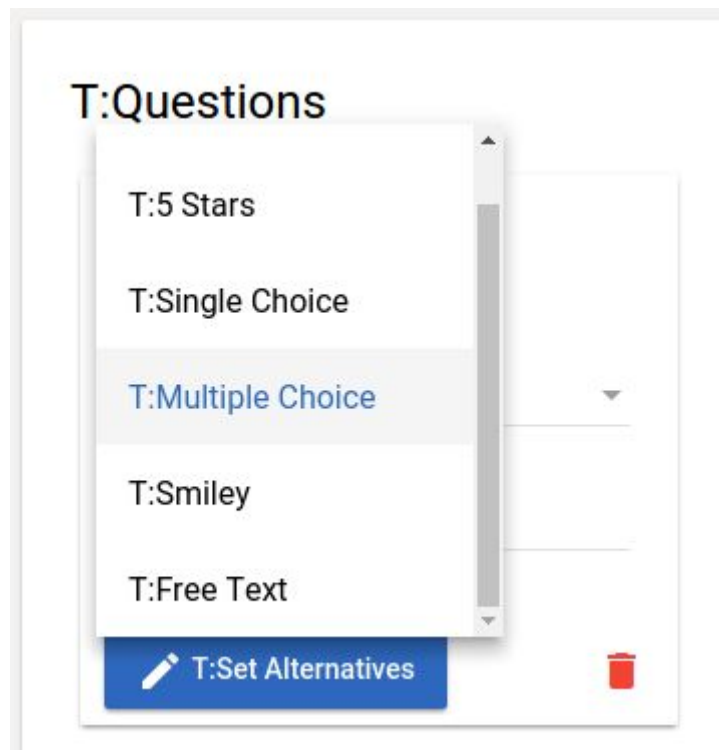 T:Questions
T:5 Stars
T:Single Choice
T:Multiple Choice
T:Smiley
T:Free Text
T:Set Alternatives